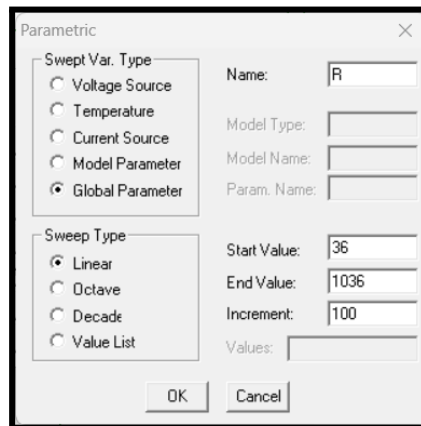 Parametric
Swept Var. Type
Voltage Source
Temperature
Current Source
Model Parameter
Global Parameter
Name: R
Model Type:
Model Name:
Param. Name:
Sweep Type
Linear
Octave
Decade
Value List
Start Value: 36
End Value: 1036
Increment: 100
Values:
OK Cancel